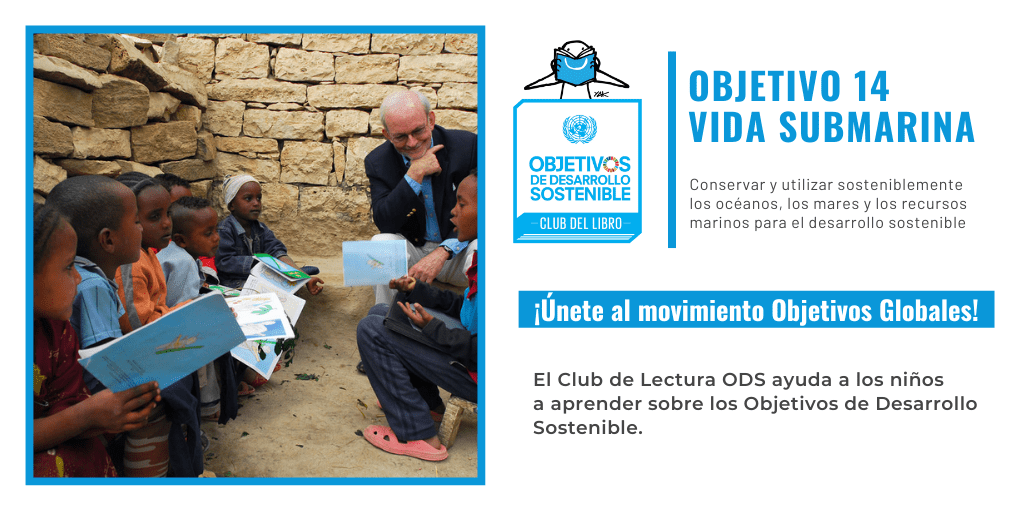 OBJETIVOS
DE DESARROLLO
SOSTENIBLE
CLUB DEL LIBRO
OBJETIVO 14
VIDA SUBMARINA
Conservar y utilizar sosteniblemente
los océanos, los mares y los recursos
marinos para el desarrollo sostenible
¡Únete al movimiento Objetivos Globales!
El Club de Lectura ODS ayuda a los niños
a aprender sobre los Objetivos de Desarrollo
Sostenible.